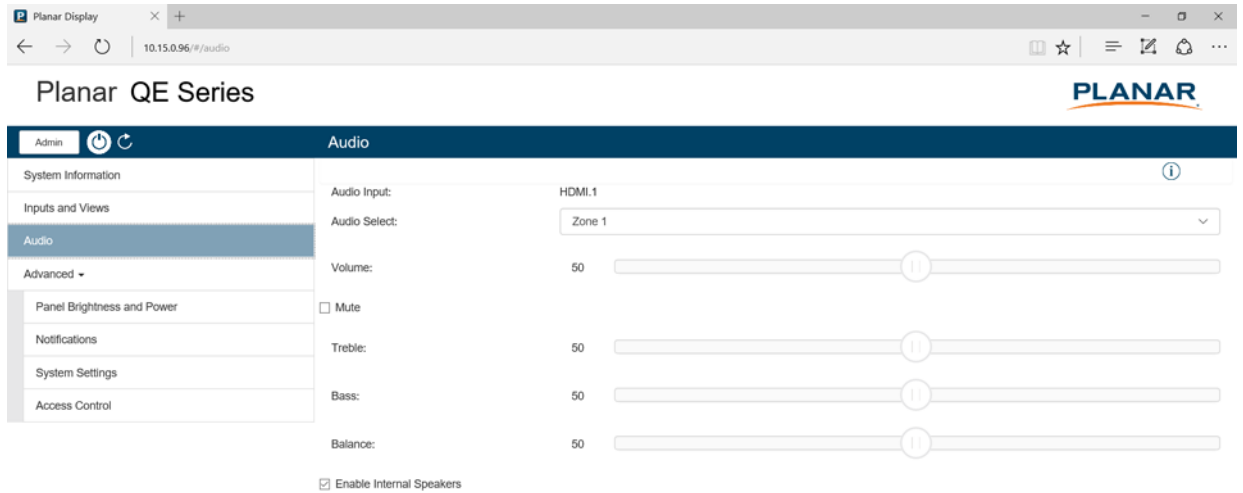 Planar Display
10.15.0.96/#/audio
Planar QE Series
PLANAR
Admin
Audio
System Information
Inputs and Views
Audio
Advanced
Panel Brightness and Power
Notifications
System Settings
Access Control
Audio Input: HDMI.1
Audio Select: Zone 1
Volume: 50
Mute
Treble: 50
Bass: 50
Balance: 50
Enable Internal Speakers